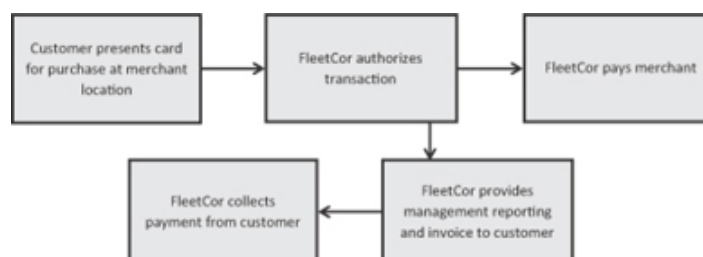 Customer presents card
for purchase at merchant
location
FleetCor authorizes
transaction
FleetCor pays merchant
FleetCor collects
payment from customer
FleetCor provides
management reporting
and invoice to customer